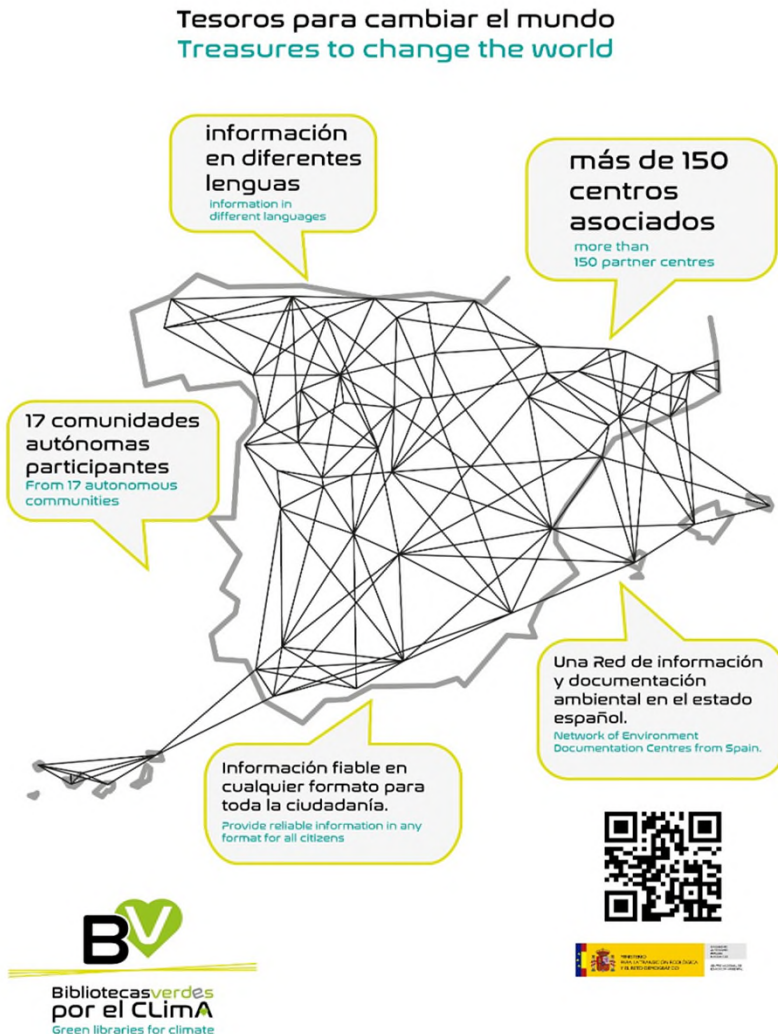 Tesoros para cambiar el mundo
Treasures to change the world
información
en diferentes
lenguas
information in
different languages
más de 150
centros
asociados
more than
150 partner centres
17 comunidades
autónomas
participantes
From 17 autonomous
communities
Una Red de información
y documentación
ambiental en el estado
español.
Network of Environment
Documentation Centres from Spain.
Información fiable en
cualquier formato para
toda la ciudadanía.
Provide reliable information in any
format for all citizens
BV
Bibliotecasverdes
por el CLimA
Green libraries for climate
MINISTERIO
PARA LA TRANSICIÓN ECOLÓGICA
Y EL RETO DEMOGRÁFICO